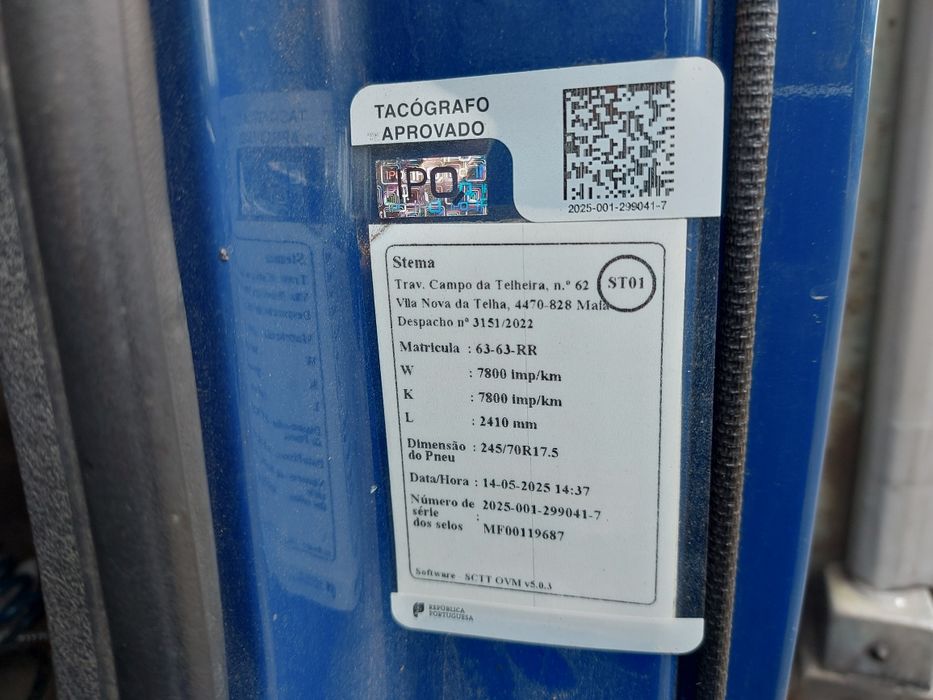 TACÓGRAFO
APROVADO
IPQ
2025-001-299041-7
Stema
Trav. Campo da Telheira, n.º 62
ST01
Vila Nova da Telha, 4470-828 Maia
Despacho nº 3151/2022
Matricula : 63-63-RR
W : 7800 imp/km
K : 7800 imp/km
L : 2410 mm
Dimensão : 245/70R17.5
do Pneu
Data/Hora : 14-05-2025 14:37
Número de 2025-001-299041-7
série :
dos selos MF00119687
Software SCTT OVM v5.0.3
REPÚBLICA
PORTUGUESA